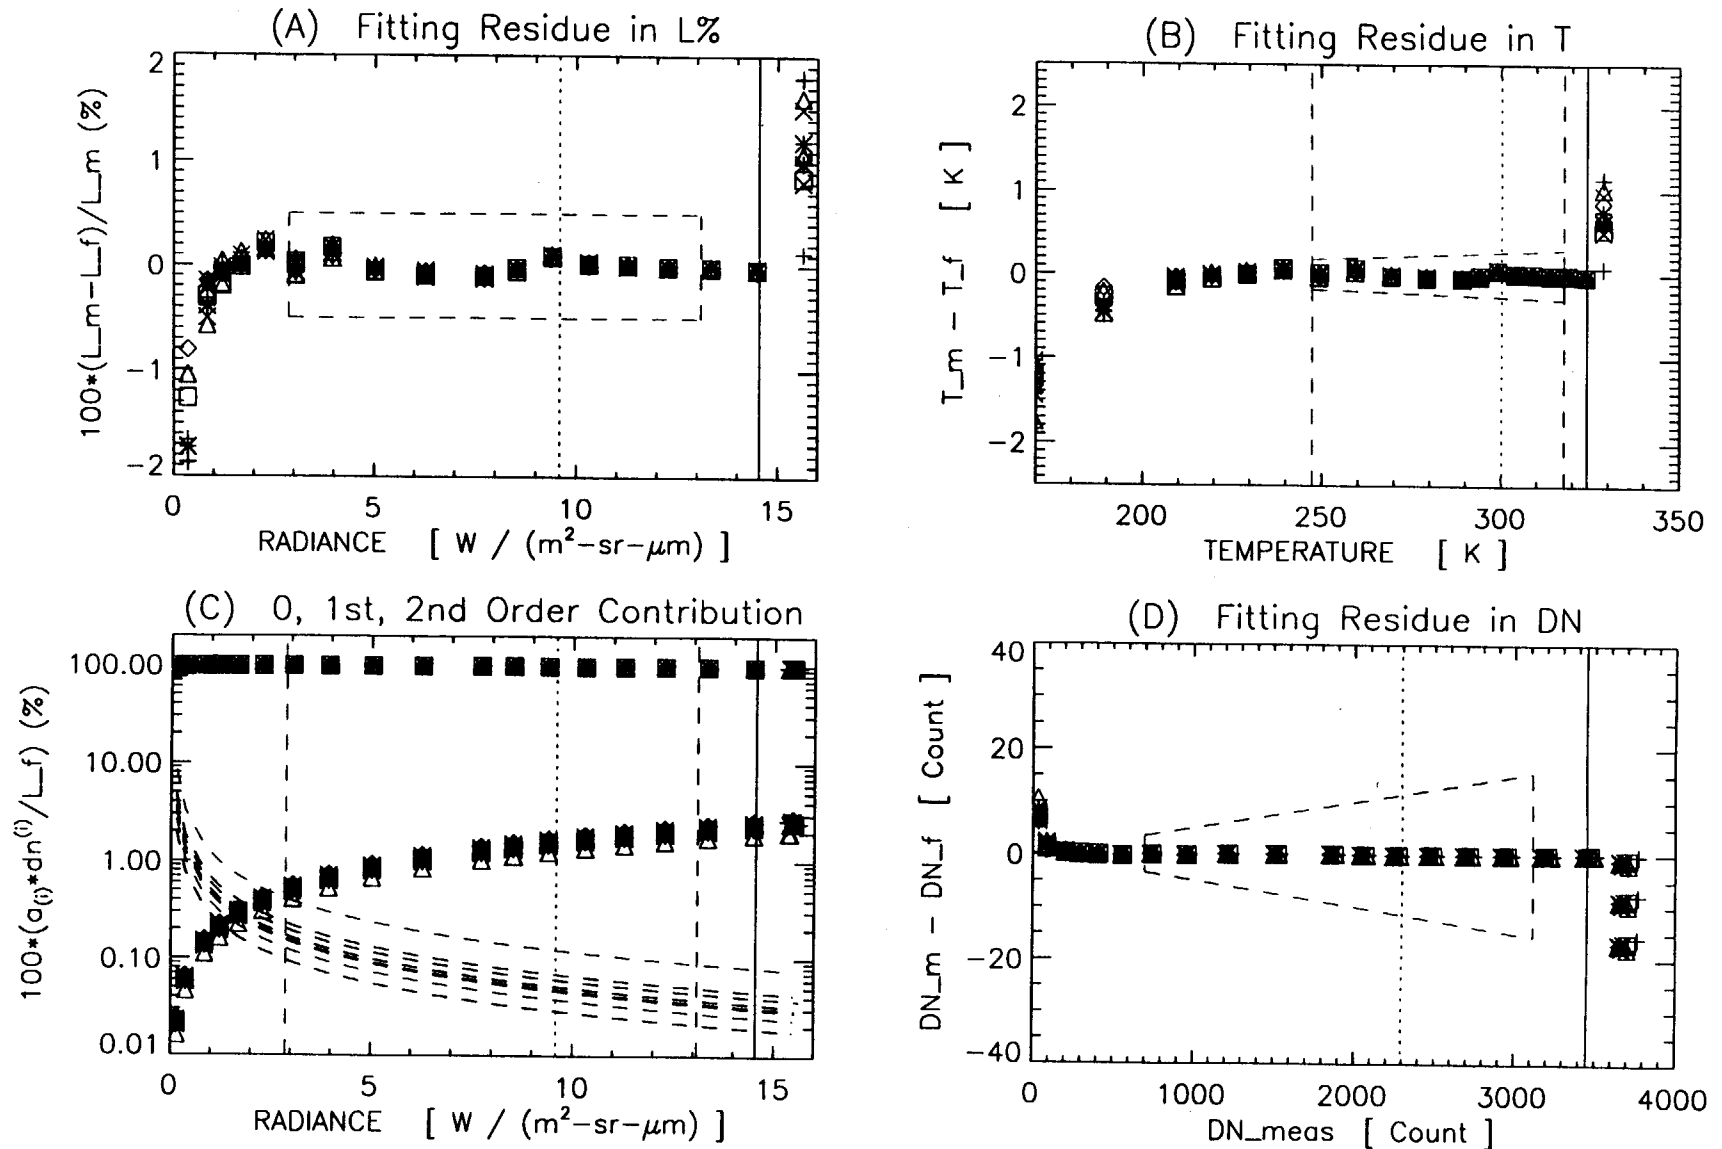 (A) Fitting Residue in L%
100*(L_m-L_f)/L_m (%)
2
1
0
-1
-2
0 5 10 15
RADIANCE [ W / (m²-sr-μm) ]
(B) Fitting Residue in T
T_m - T_f [ K ]
2
1
0
-1
-2
200 250 300 350
TEMPERATURE [ K ]
(C) 0, 1st, 2nd Order Contribution
100*(a(i)*dn(i)/L_f) (%)
100.00
10.00
1.00
0.10
0.01
0 5 10 15
RADIANCE [ W / (m²-sr-μm) ]
(D) Fitting Residue in DN
DN_m - DN_f [ Count ]
40
20
0
-20
-40
0 1000 2000 3000 4000
DN_meas [ Count ]